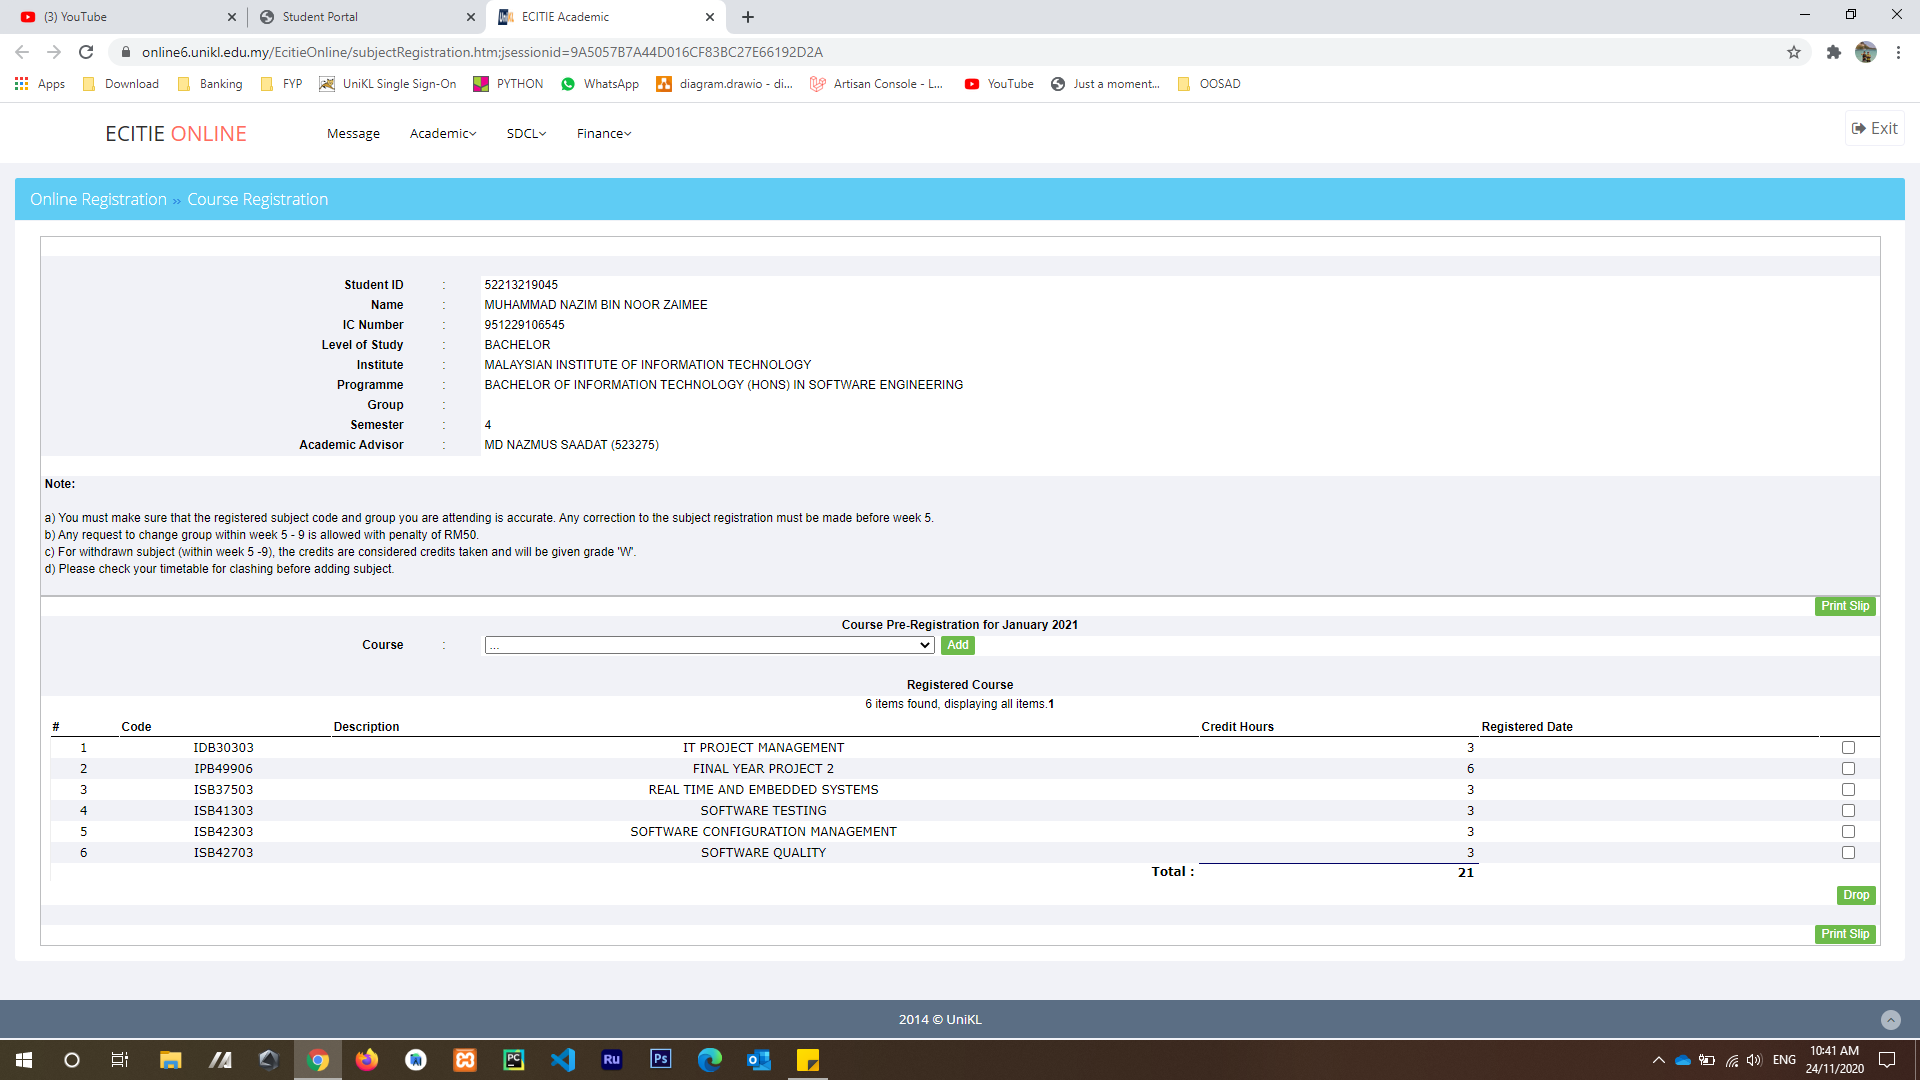 (3) YouTube
Student Portal
ECITIE Academic
online6.unikl.edu.my/EcitieOnline/subjectRegistration.htm;jsessionid=9A5057B7A44D016CF83BC27E66192D2A
Apps
Download
Banking
FYP
UniKL Single Sign-On
PYTHON
WhatsApp
diagram.drawio - di...
Artisan Console - L...
YouTube
Just a moment...
OOSAD
ECITIE ONLINE
Message
Academic
SDCL
Finance
Exit
Online Registration » Course Registration
Student ID : 52213219045
Name : MUHAMMAD NAZIM BIN NOOR ZAIMEE
IC Number : 951229106545
Level of Study : BACHELOR
Institute : MALAYSIAN INSTITUTE OF INFORMATION TECHNOLOGY
Programme : BACHELOR OF INFORMATION TECHNOLOGY (HONS) IN SOFTWARE ENGINEERING
Group :
Semester : 4
Academic Advisor : MD NAZMUS SAADAT (523275)
Note:
a) You must make sure that the registered subject code and group you are attending is accurate. Any correction to the subject registration must be made before week 5.
b) Any request to change group within week 5 - 9 is allowed with penalty of RM50.
c) For withdrawn subject (within week 5 -9), the credits are considered credits taken and will be given grade 'W'.
d) Please check your timetable for clashing before adding subject.
Print Slip
Course Pre-Registration for January 2021
Course : ... Add
Registered Course
6 items found, displaying all items.1
# Code Description Credit Hours Registered Date
1 IDB30303 IT PROJECT MANAGEMENT 3
2 IPB49906 FINAL YEAR PROJECT 2 6
3 ISB37503 REAL TIME AND EMBEDDED SYSTEMS 3
4 ISB41303 SOFTWARE TESTING 3
5 ISB42303 SOFTWARE CONFIGURATION MANAGEMENT 3
6 ISB42703 SOFTWARE QUALITY 3
Total : 21
Drop
Print Slip
2014 © UniKL
PC
Ru
Ps
ENG
10:41 AM
24/11/2020